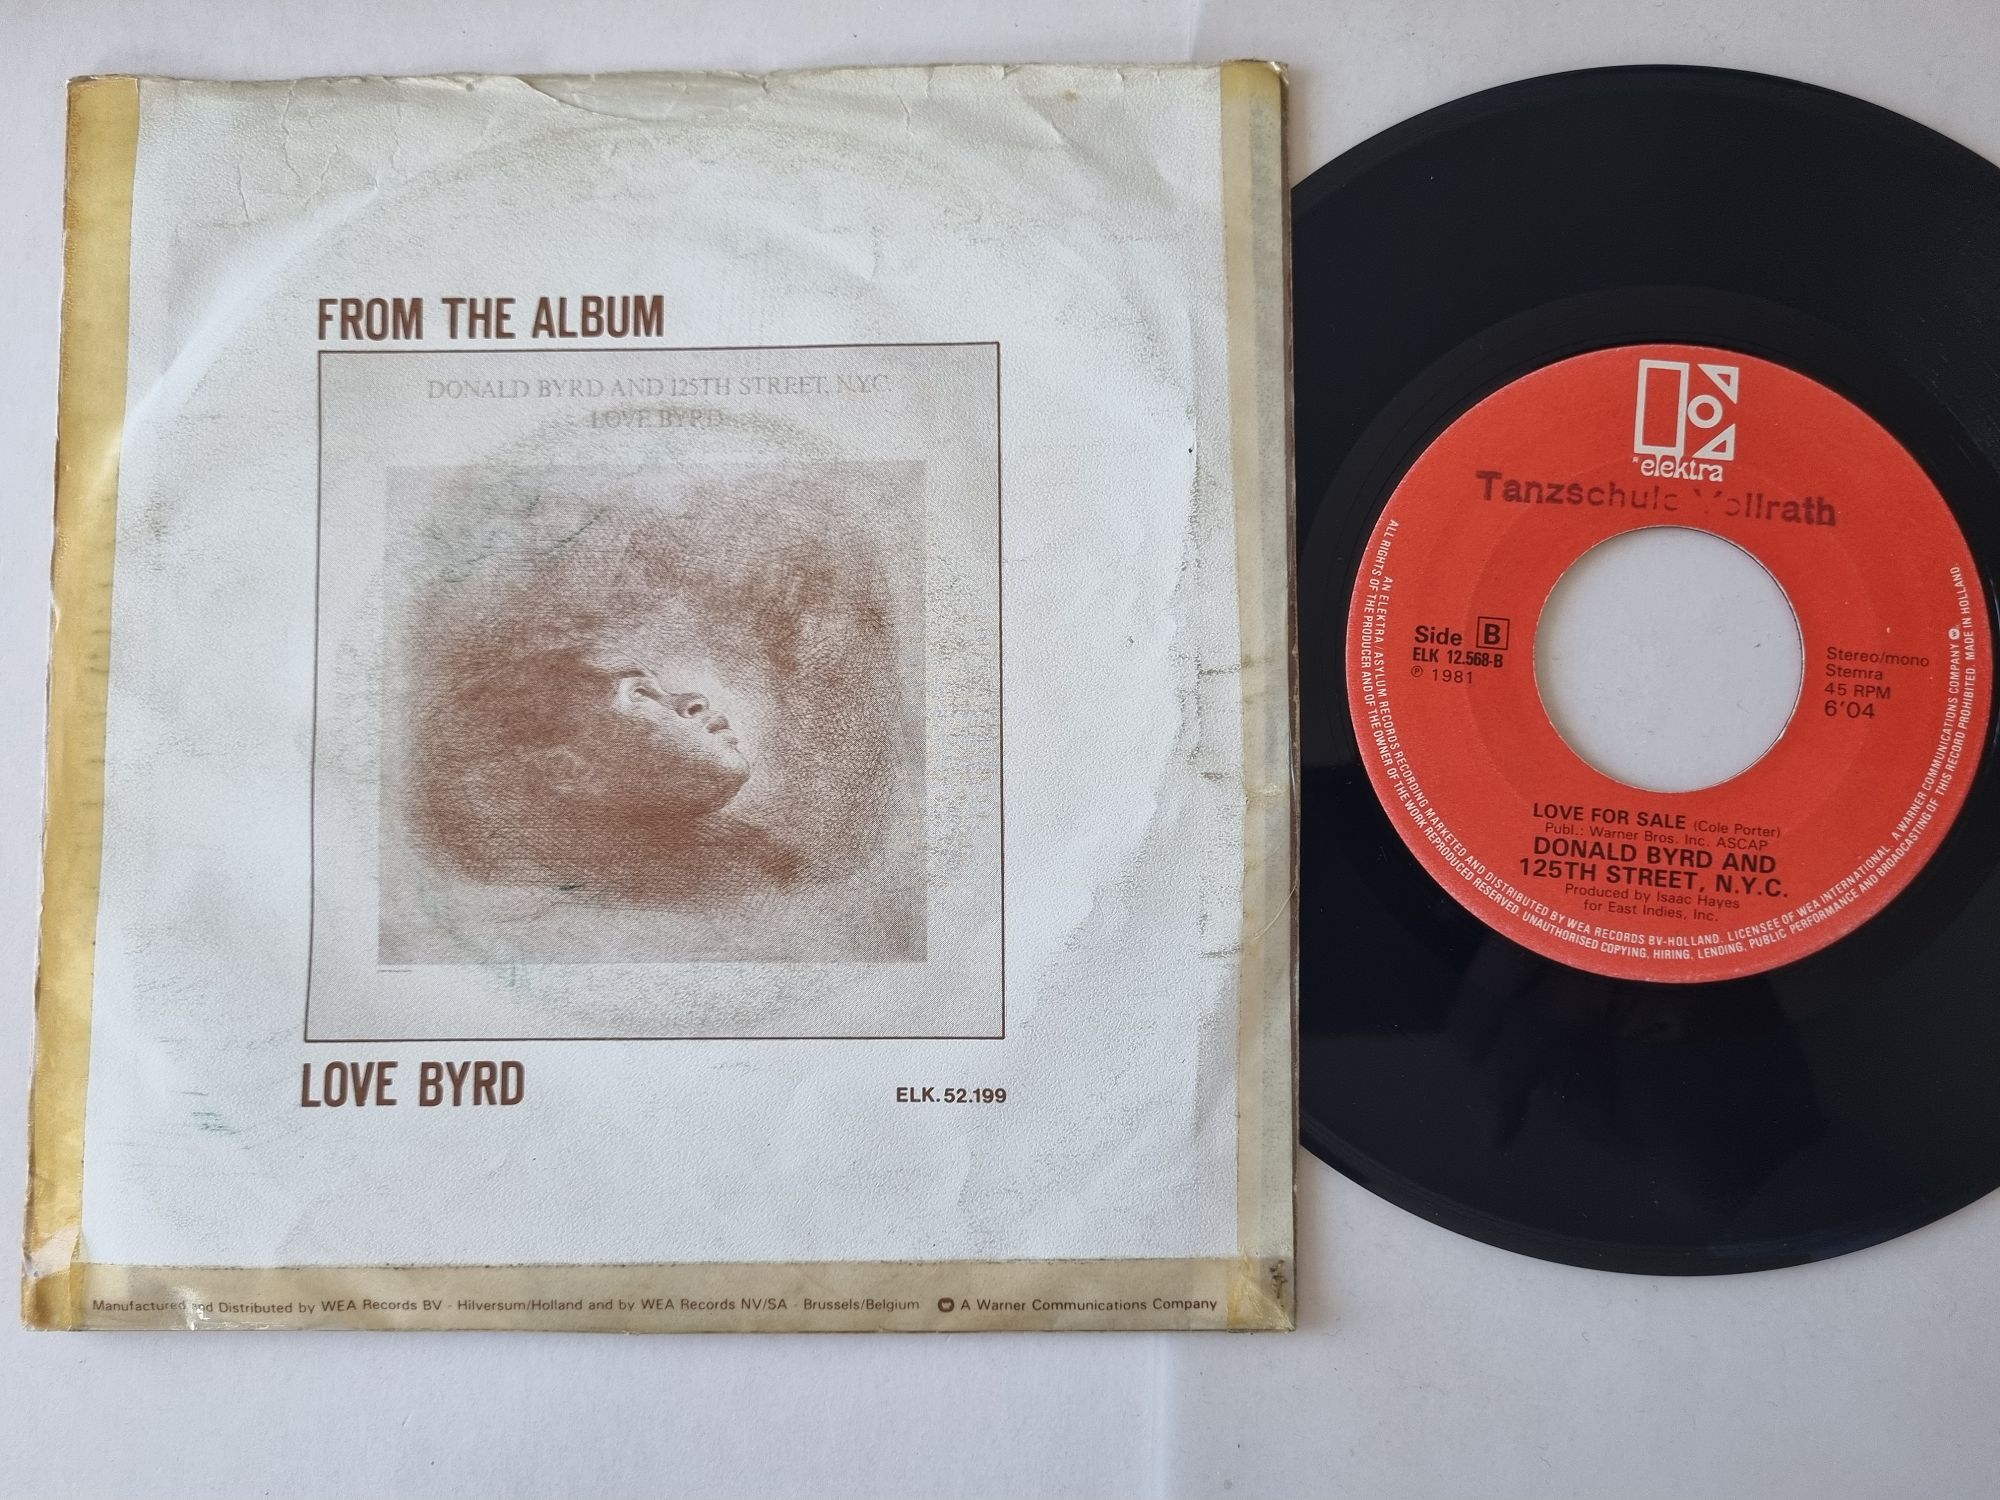 FROM THE ALBUM
DONALD BYRD AND 125TH STREET, N.Y.C.
LOVE BYRD
LOVE BYRD
ELK.52.199
Manufactured and Distributed by WEA Records BV - Hilversum/Holland and by WEA Records NV/SA - Brussels/Belgium A Warner Communications Company
elektra
Tanzschule
Side B
ELK 12.568-B
℗ 1981
Stereo/mono
Stemra
45 RPM
6'04
LOVE FOR SALE (Cole Porter)
Publ.: Warner Bros. Inc. ASCAP
DONALD BYRD AND
125TH STREET, N.Y.C.
Produced by Isaac Hayes
for East Indies, Inc.
AN ELEKTRA/ASYLUM RECORDS RECORDING MARKETED AND DISTRIBUTED BY WEA RECORDS BV-HOLLAND. LICENSEE OF WEA INTERNATIONAL. A WARNER COMMUNICATIONS COMPANY
ALL RIGHTS OF THE PRODUCER AND OF THE OWNER OF THE WORK REPRODUCED RESERVED. UNAUTHORISED COPYING, HIRING, LENDING, PUBLIC PERFORMANCE AND BROADCASTING OF THIS RECORD PROHIBITED. MADE IN HOLLAND.